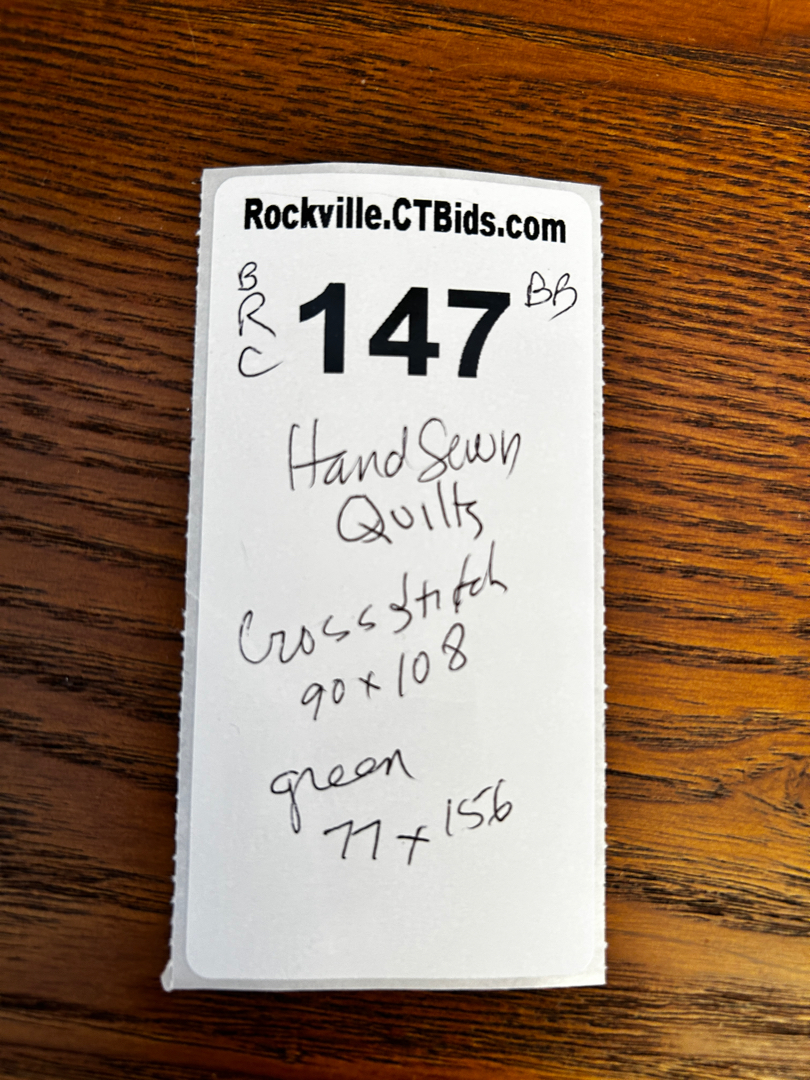 Rockville.CTBids.com
B
R
C
147
BB
Hand Sewn
Quilts
Cross Stitch
90 x 108
green
77 x 156